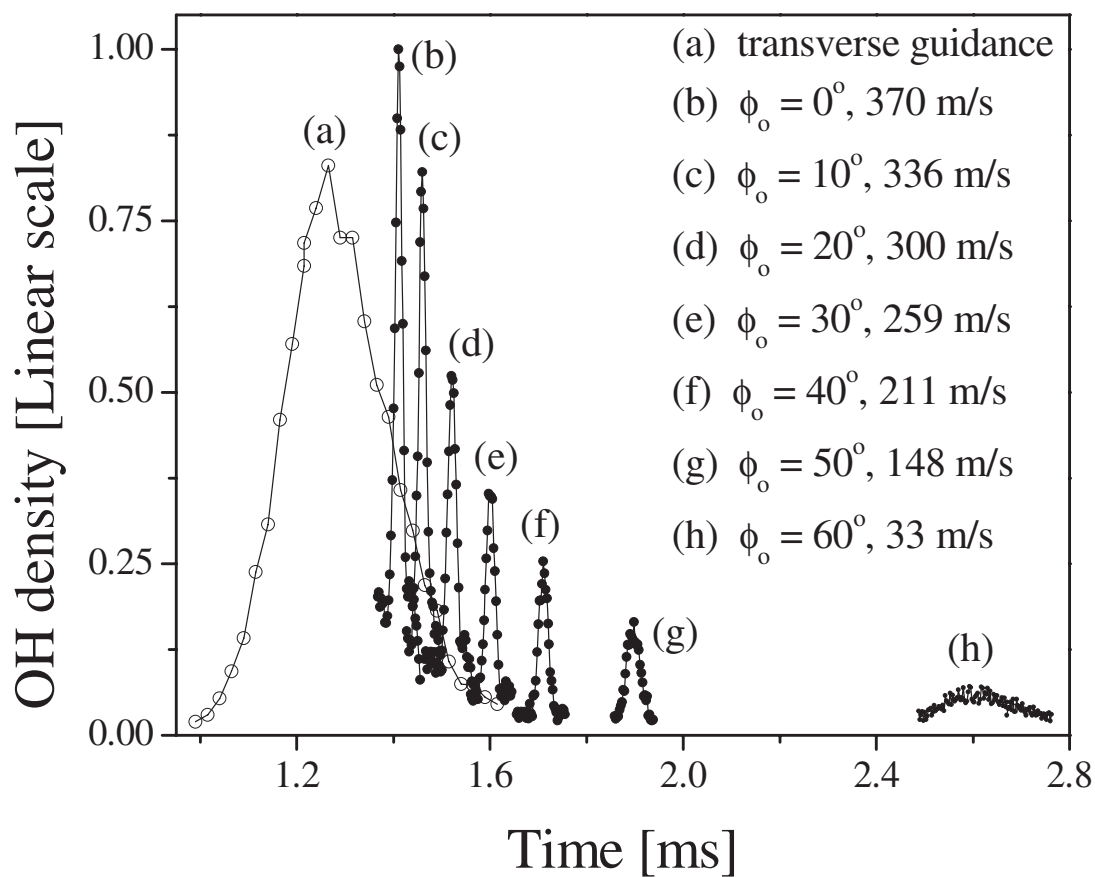 OH density [Linear scale]
1.00
0.75
0.50
0.25
0.00
1.2 1.6 2.0 2.4 2.8
Time [ms]
(a)
(b)
(c)
(d)
(e)
(f)
(g)
(h)
(a) transverse guidance
(b) ϕo = 0°, 370 m/s
(c) ϕo = 10°, 336 m/s
(d) ϕo = 20°, 300 m/s
(e) ϕo = 30°, 259 m/s
(f) ϕo = 40°, 211 m/s
(g) ϕo = 50°, 148 m/s
(h) ϕo = 60°, 33 m/s